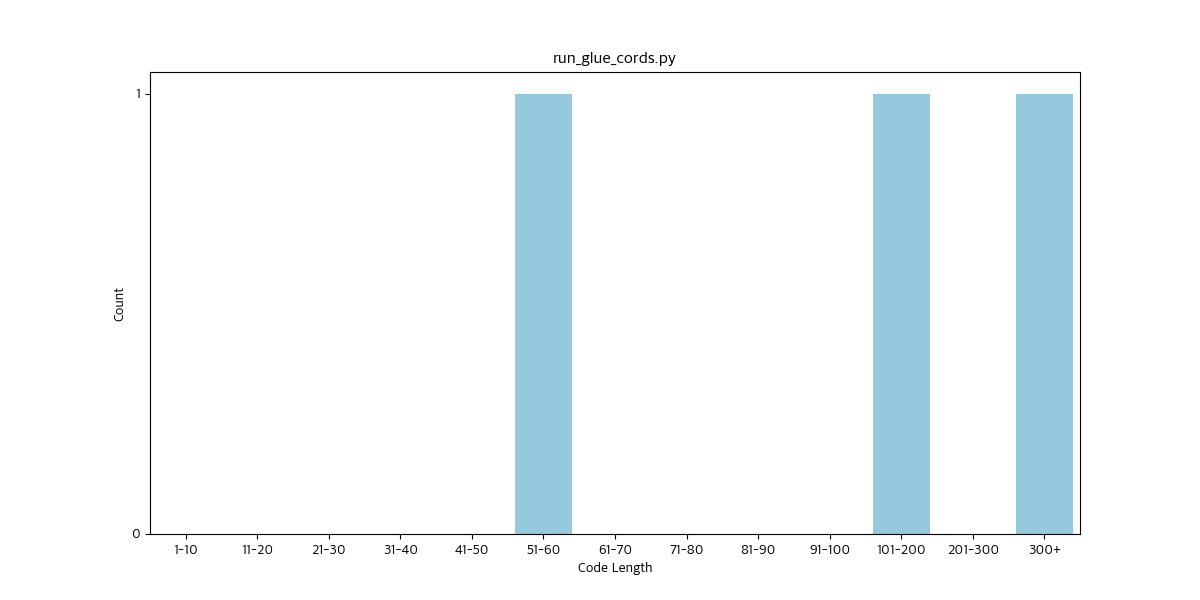 run_glue_cords.py
1
Count
0
1-10 11-20 21-30 31-40 41-50 51-60 61-70 71-80 81-90 91-100 101-200 201-300 300+
Code Length